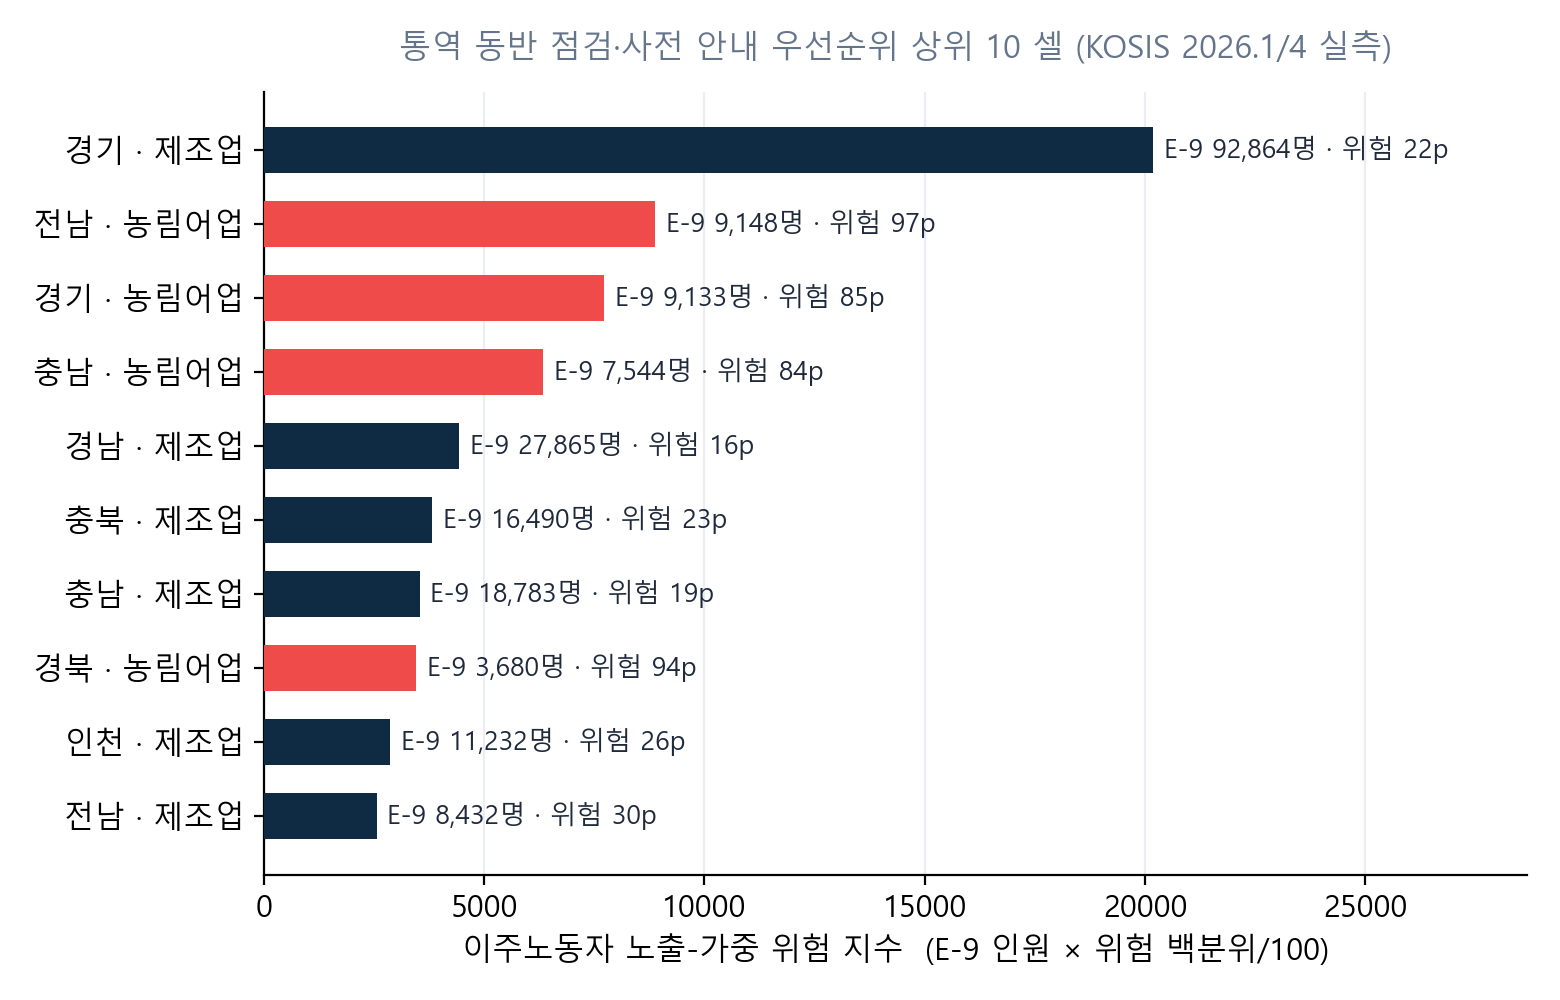 통역 동반 점검·사전 안내 우선순위 상위 10 셀 (KOSIS 2026.1/4 실측)
경기 · 제조업 E-9 92,864명 · 위험 22p
전남 · 농림어업 E-9 9,148명 · 위험 97p
경기 · 농림어업 E-9 9,133명 · 위험 85p
충남 · 농림어업 E-9 7,544명 · 위험 84p
경남 · 제조업 E-9 27,865명 · 위험 16p
충북 · 제조업 E-9 16,490명 · 위험 23p
충남 · 제조업 E-9 18,783명 · 위험 19p
경북 · 농림어업 E-9 3,680명 · 위험 94p
인천 · 제조업 E-9 11,232명 · 위험 26p
전남 · 제조업 E-9 8,432명 · 위험 30p
0 5000 10000 15000 20000 25000
이주노동자 노출-가중 위험 지수 (E-9 인원 × 위험 백분위/100)